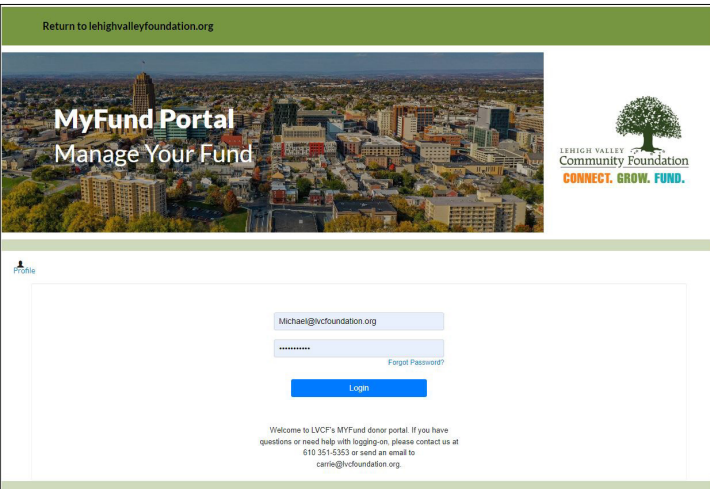 Return to lehighvalleyfoundation.org
MyFund Portal
Manage Your Fund
LEHIGH VALLEY
Community Foundation
CONNECT. GROW. FUND.
Profile
Michael@lvcfoundation.org
•••••••••••
Forgot Password?
Login
Welcome to LVCF's MYFund donor portal. If you have
questions or need help with logging-on, please contact us at
610 351-5353 or send an email to
carrie@lvcfoundation.org.